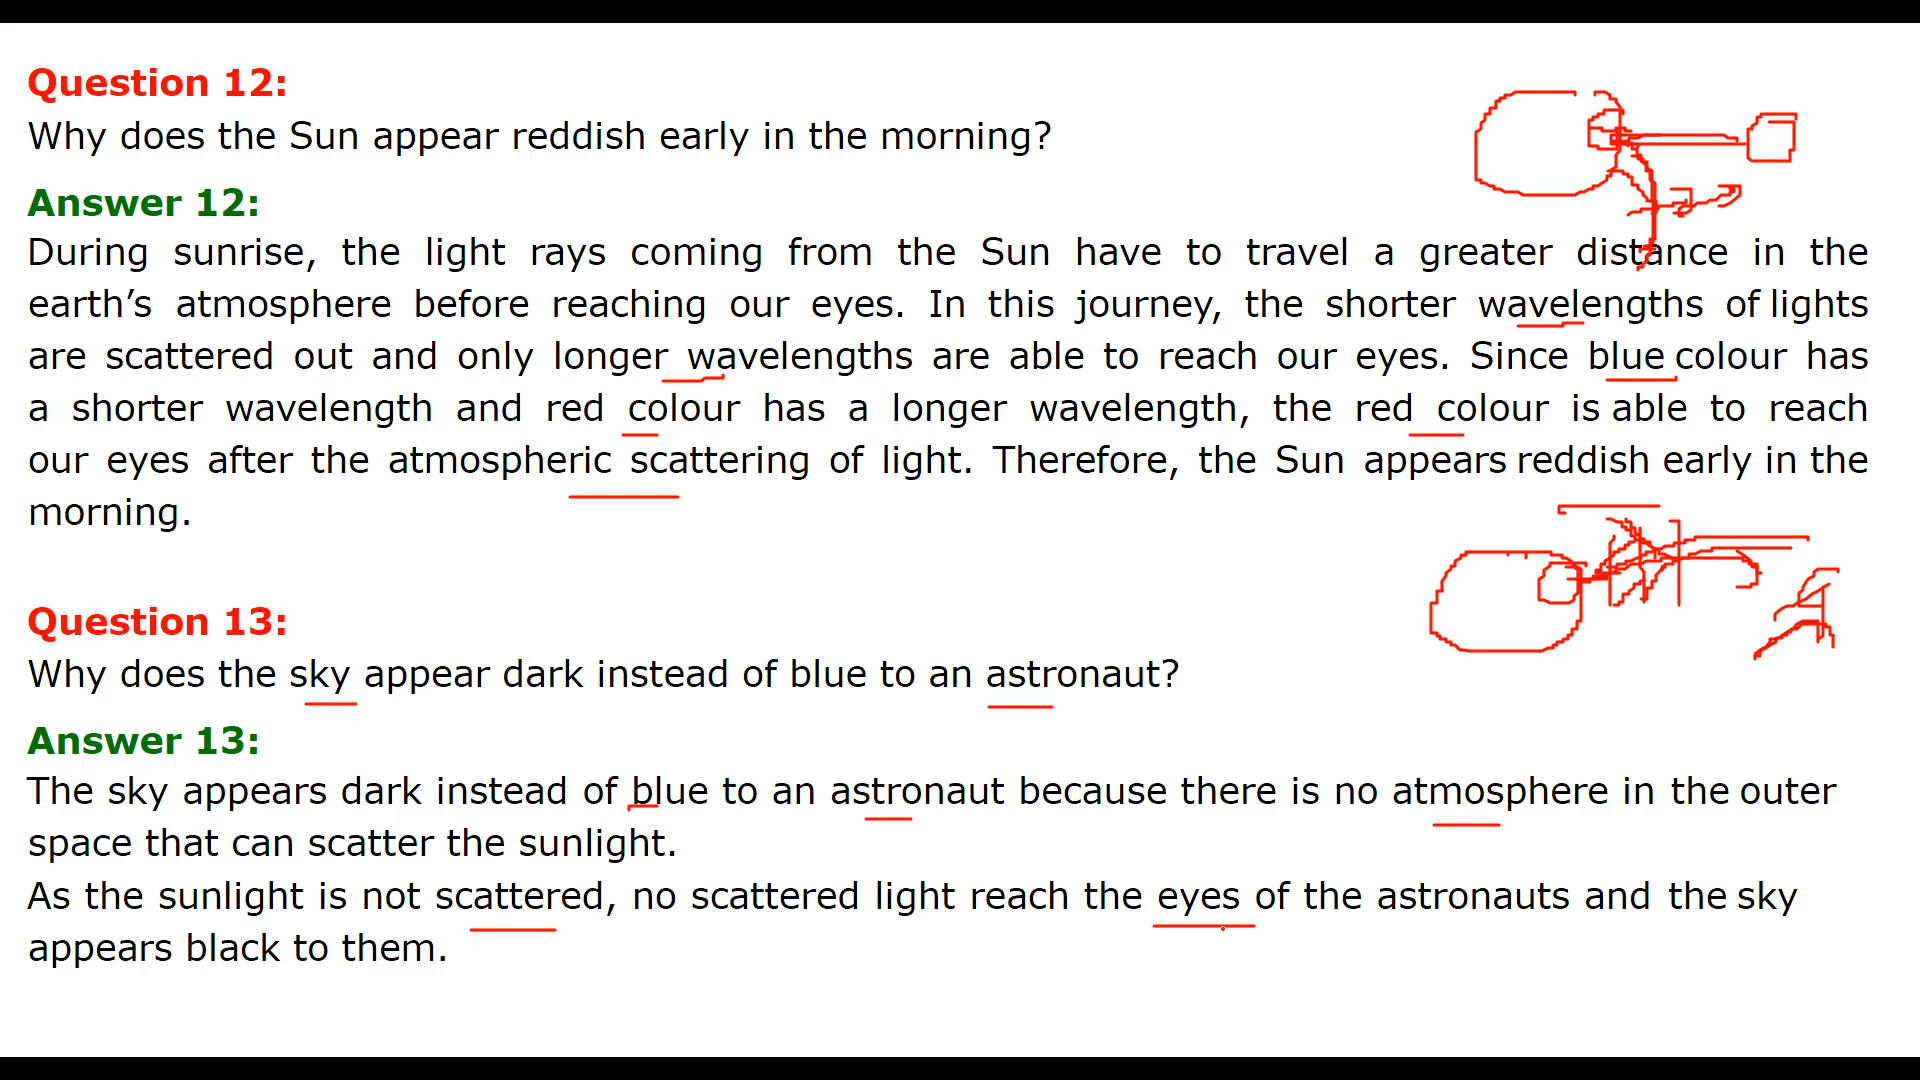 Question 12:
Why does the Sun appear reddish early in the morning?
Answer 12:
During sunrise, the light rays coming from the Sun have to travel a greater distance in the
earth’s atmosphere before reaching our eyes. In this journey, the shorter wavelengths of lights
are scattered out and only longer wavelengths are able to reach our eyes. Since blue colour has
a shorter wavelength and red colour has a longer wavelength, the red colour is able to reach
our eyes after the atmospheric scattering of light. Therefore, the Sun appears reddish early in the
morning.
Question 13:
Why does the sky appear dark instead of blue to an astronaut?
Answer 13:
The sky appears dark instead of blue to an astronaut because there is no atmosphere in the outer
space that can scatter the sunlight.
As the sunlight is not scattered, no scattered light reach the eyes of the astronauts and the sky
appears black to them.